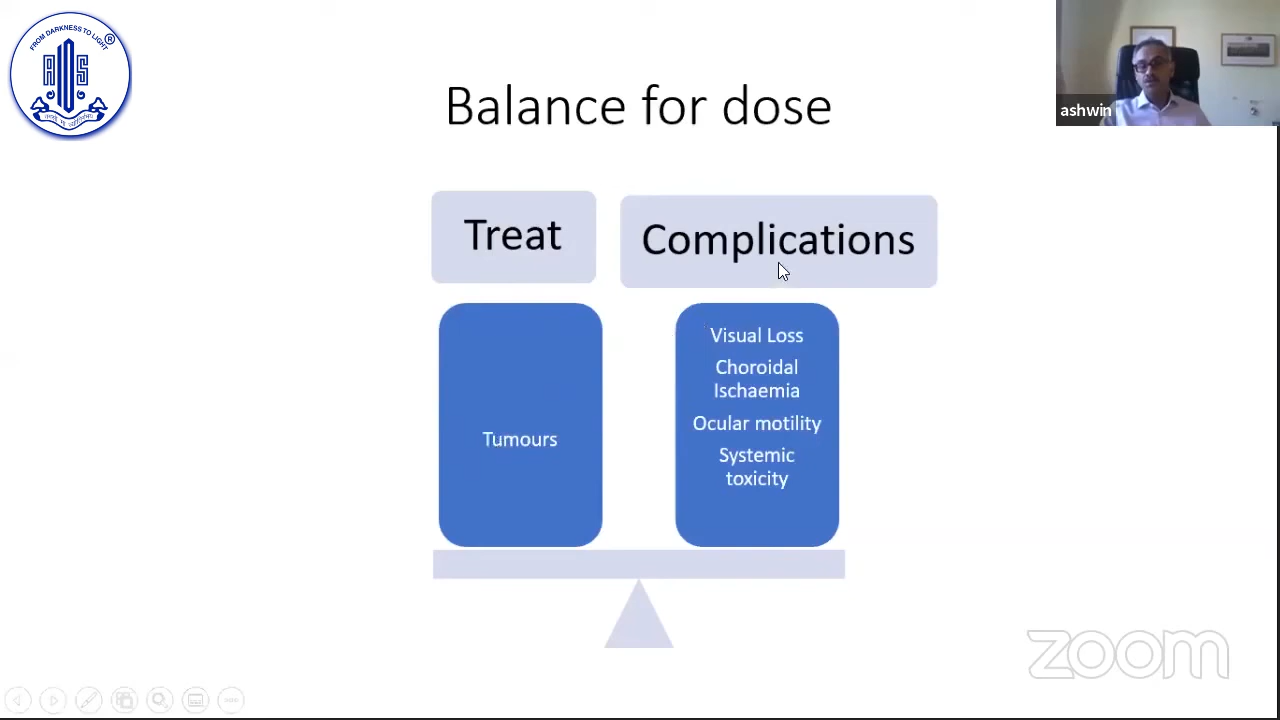 FROM DARKNESS TO LIGHT
®
AIOS
Balance for dose
ashwin
Treat
Complications
Tumours
Visual Loss
Choroidal
Ischaemia
Ocular motility
Systemic
toxicity
zoom